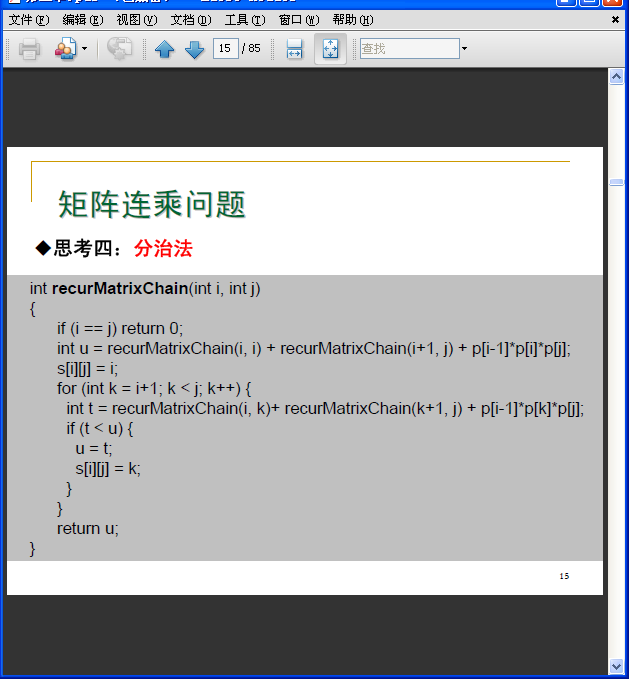 文件(F) 编辑(E) 视图(V) 文档(D) 工具(T) 窗口(W) 帮助(H)
15 / 85 查找
矩阵连乘问题
◆思考四：分治法
int recurMatrixChain(int i, int j)
{
if (i == j) return 0;
int u = recurMatrixChain(i, i) + recurMatrixChain(i+1, j) + p[i-1]*p[i]*p[j];
s[i][j] = i;
for (int k = i+1; k < j; k++) {
int t = recurMatrixChain(i, k)+ recurMatrixChain(k+1, j) + p[i-1]*p[k]*p[j];
if (t < u) {
u = t;
s[i][j] = k;
}
}
return u;
}
15